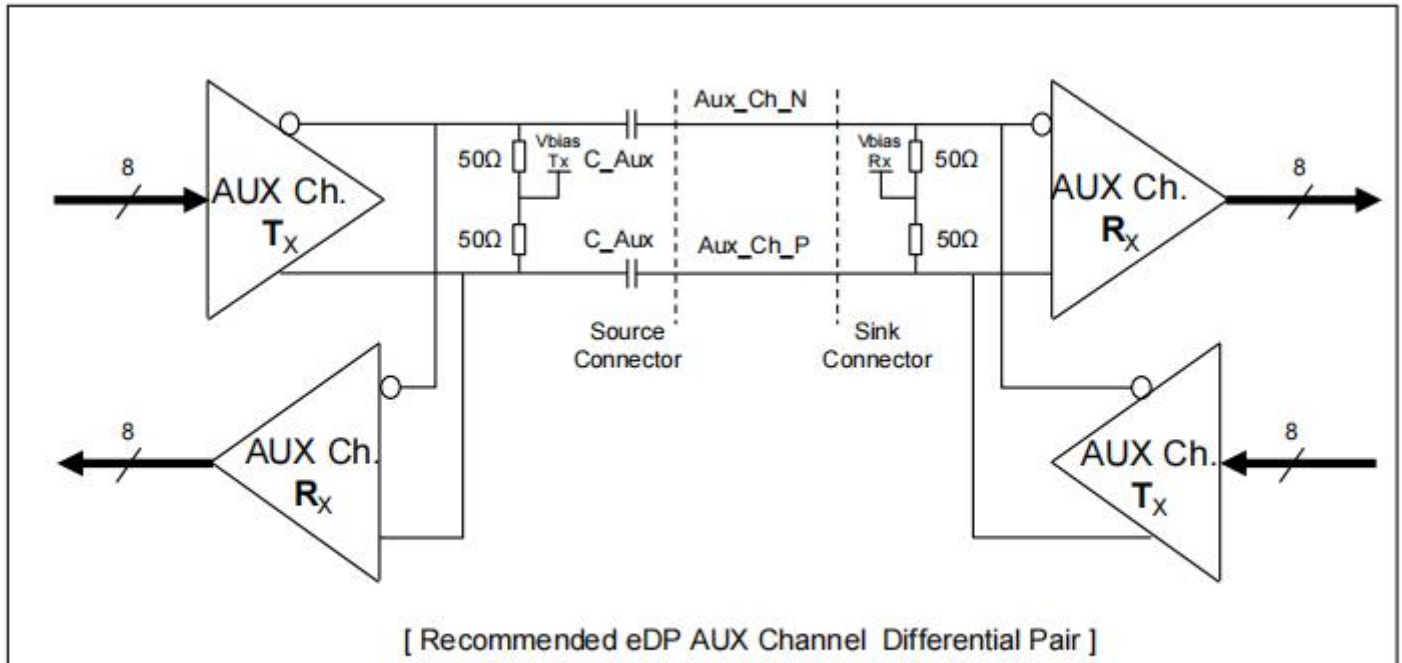 Aux_Ch_N
8
AUX Ch.
TX
50Ω
Vbias
Tx
C_Aux
Vbias
Rx
50Ω
AUX Ch.
RX
8
50Ω
C_Aux
Aux_Ch_P
50Ω
Source
Connector
Sink
Connector
8
AUX Ch.
RX
AUX Ch.
TX
8
[ Recommended eDP AUX Channel Differential Pair ]